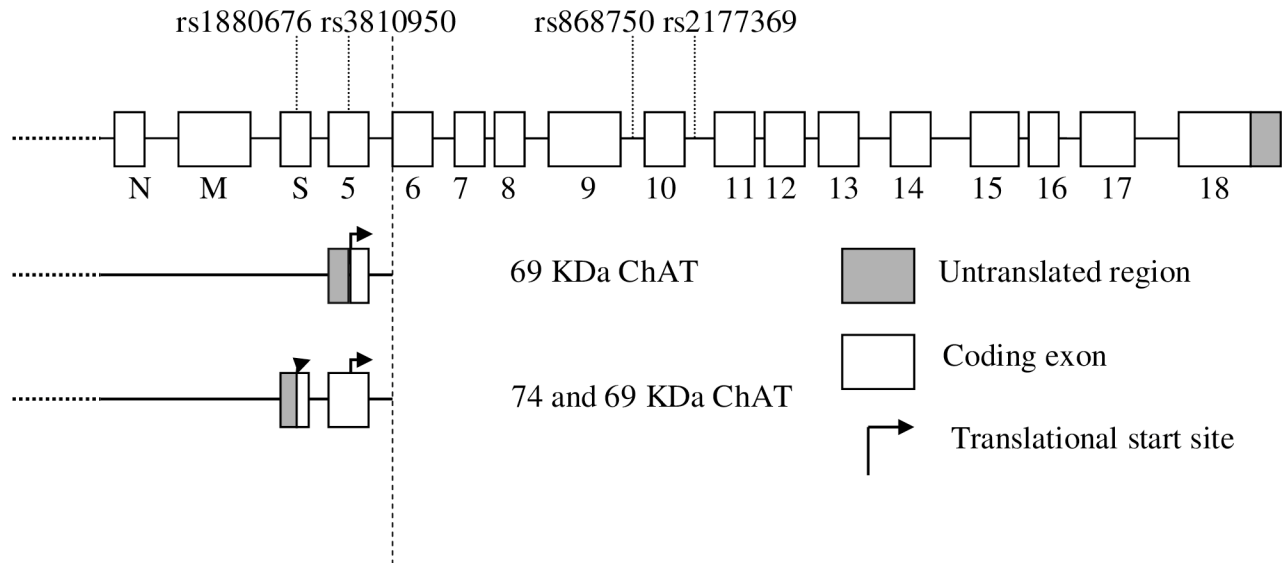 rs1880676 rs3810950 rs868750 rs2177369
N M S 5 6 7 8 9 10 11 12 13 14 15 16 17 18
69 KDa ChAT
Untranslated region
Coding exon
74 and 69 KDa ChAT
Translational start site